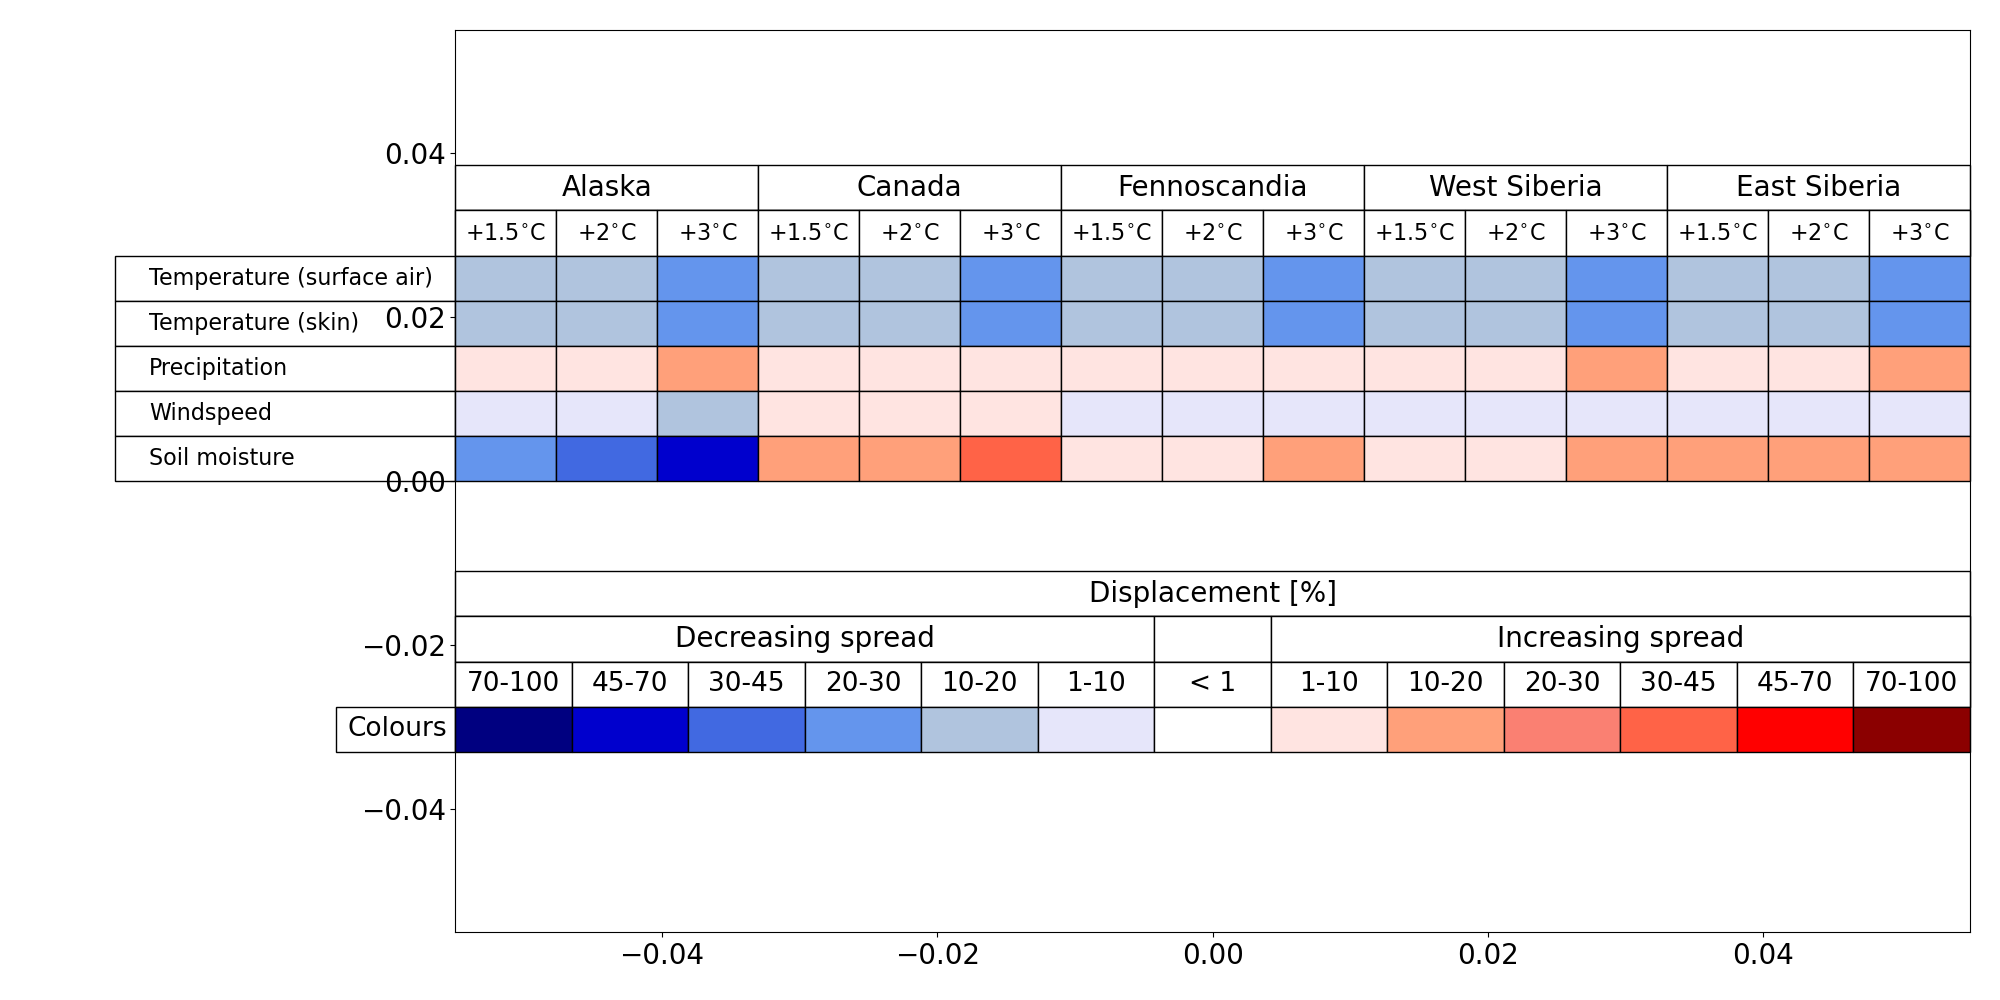 0.04
Alaska Canada Fennoscandia West Siberia East Siberia
+1.5°C +2°C +3°C +1.5°C +2°C +3°C +1.5°C +2°C +3°C +1.5°C +2°C +3°C +1.5°C +2°C +3°C
Temperature (surface air)
Temperature (skin) 0.02
Precipitation
Windspeed
Soil moisture
0.00
Displacement [%]
−0.02 Decreasing spread Increasing spread
70-100 45-70 30-45 20-30 10-20 1-10 < 1 1-10 10-20 20-30 30-45 45-70 70-100
Colours
−0.04
−0.04 −0.02 0.00 0.02 0.04